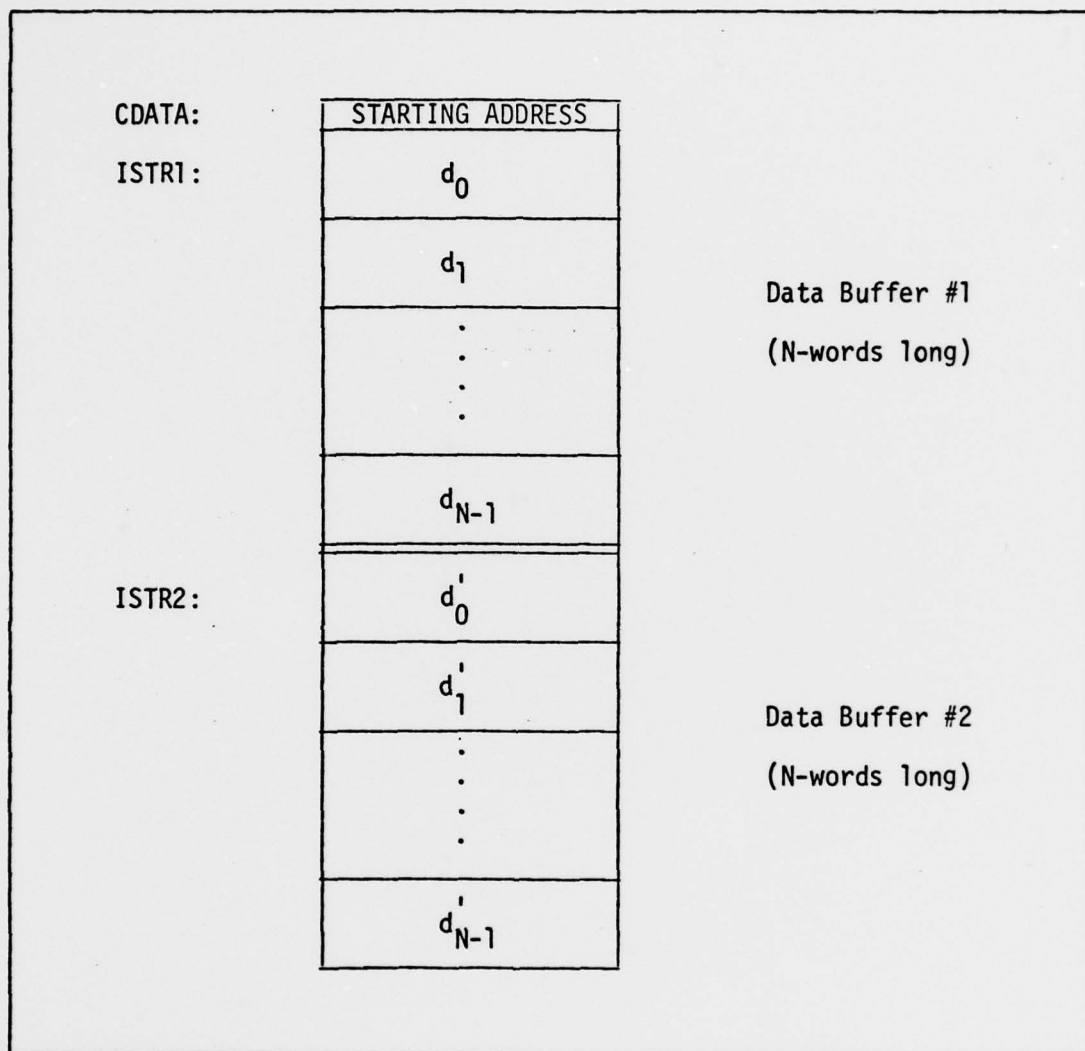 CDATA: STARTING ADDRESS
ISTR1: d₀
d₁
Data Buffer #1
(N-words long)
d_{N-1}
ISTR2: d'₀
d'₁
Data Buffer #2
(N-words long)
d'_{N-1}